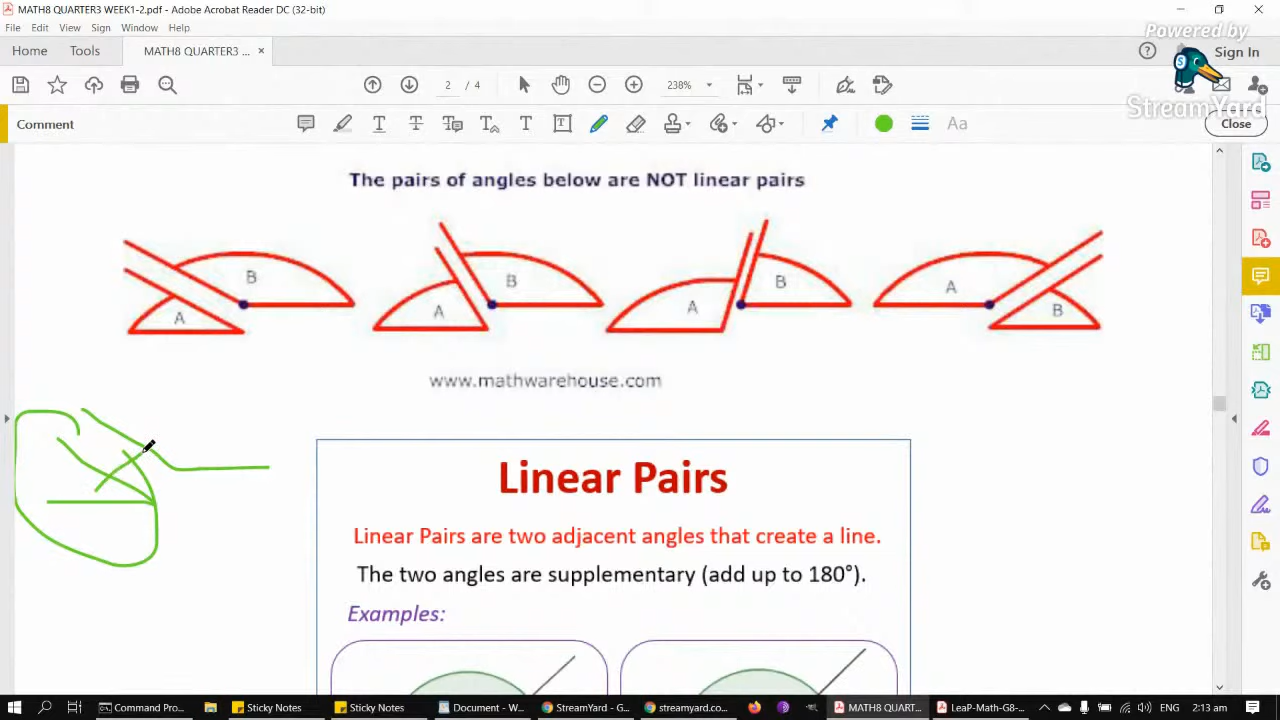 MATH8 QUARTER3 WEEK1-2.pdf - Adobe Acrobat Reader DC (32-bit)
File Edit View Sign Window Help
Powered by
StreamYard
Home Tools MATH8 QUARTER3 ... × Sign In
2 / 4 238%
Comment Aa Close
The pairs of angles below are NOT linear pairs
A B A B A B A B
www.mathwarehouse.com
Linear Pairs
Linear Pairs are two adjacent angles that create a line.
The two angles are supplementary (add up to 180°).
Examples:
Command Pro... Sticky Notes Sticky Notes Document - W... StreamYard - G... streamyard.co... MATH8 QUART... LeaP-Math-G8-... ENG 2:13 am